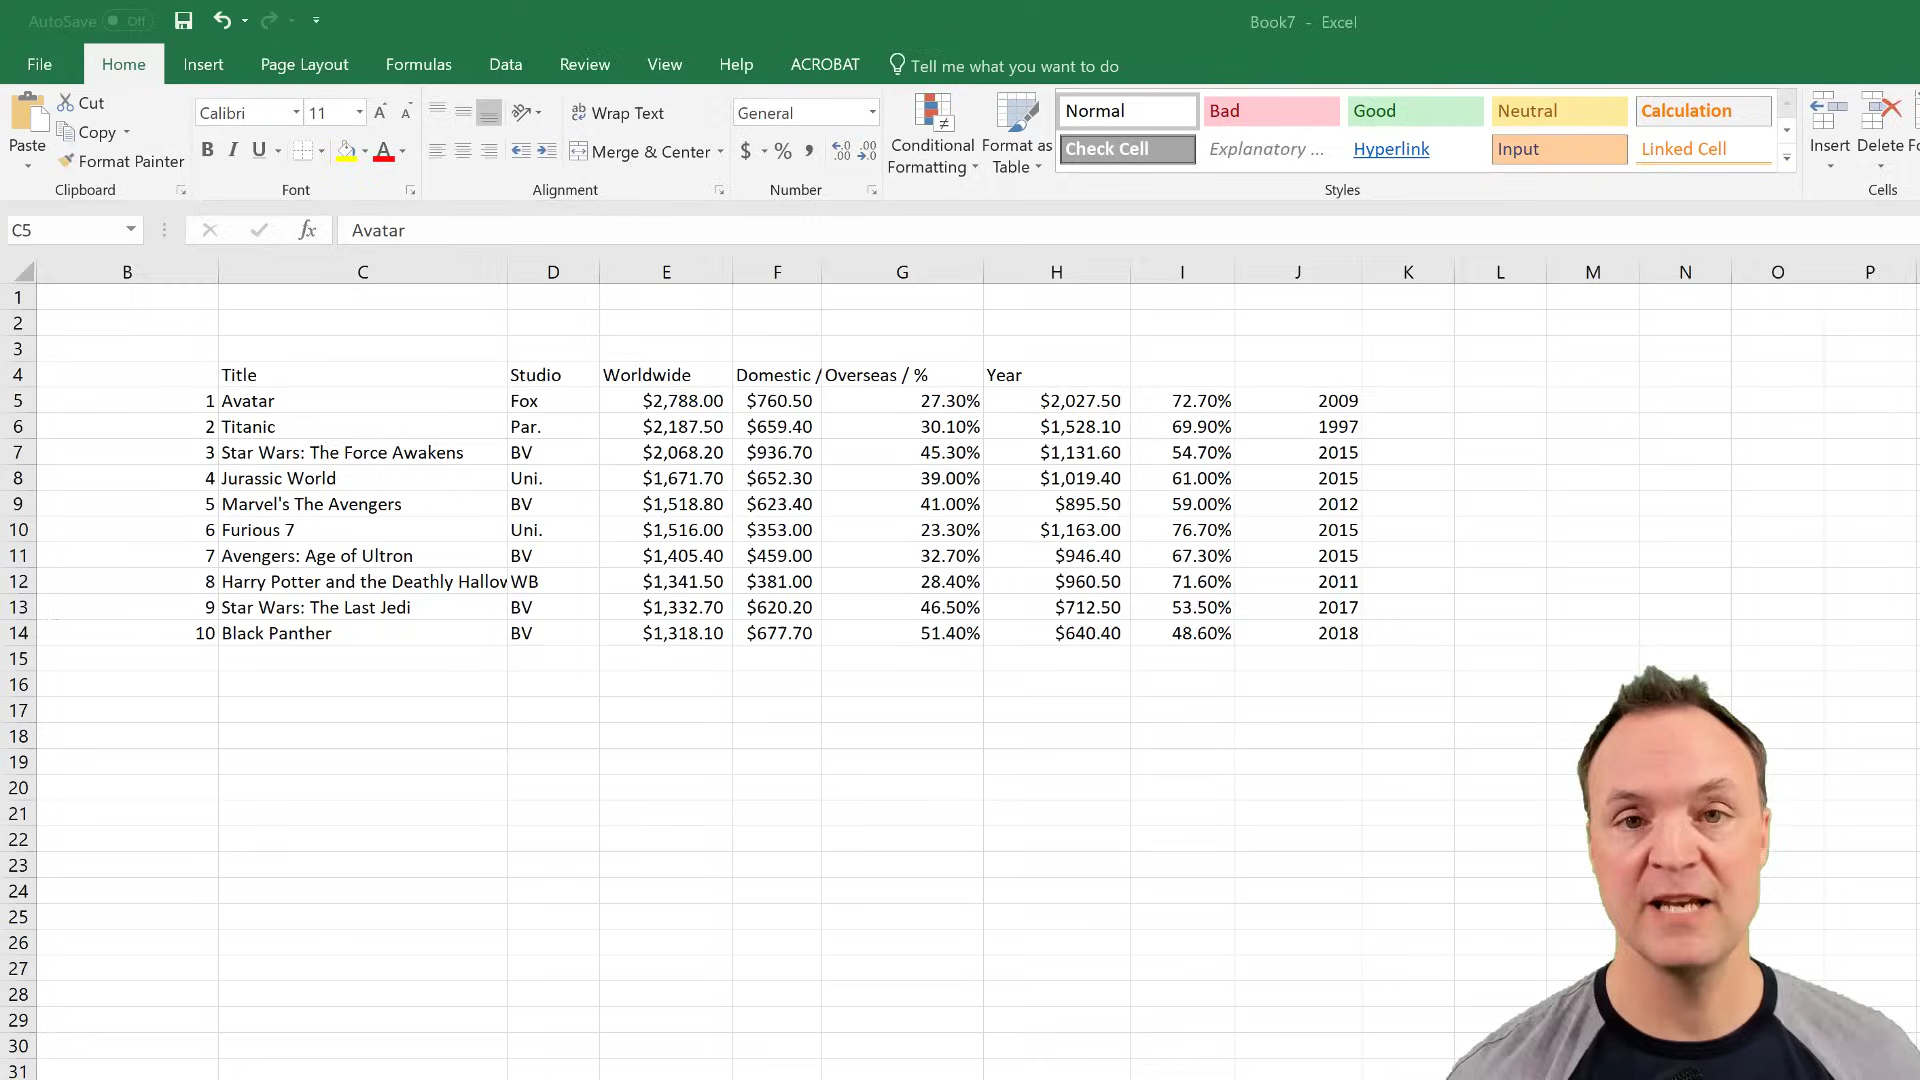 AutoSave Off Book7 - Excel
File Home Insert Page Layout Formulas Data Review View Help ACROBAT Tell me what you want to do
Paste Cut Copy Format Painter Clipboard
Calibri 11 B I U A Font
Wrap Text Merge & Center Alignment
General $ % , .00 Number
Conditional Formatting Format as Table
Normal Bad Good Neutral Calculation
Check Cell Explanatory ... Hyperlink Input Linked Cell
Styles
Insert Delete
Cells
C5 fx Avatar
B C D E F G H I J K L M N O P
1
2
3
4 Title Studio Worldwide Domestic / Overseas / % Year
5 1 Avatar Fox $2,788.00 $760.50 27.30% $2,027.50 72.70% 2009
6 2 Titanic Par. $2,187.50 $659.40 30.10% $1,528.10 69.90% 1997
7 3 Star Wars: The Force Awakens BV $2,068.20 $936.70 45.30% $1,131.60 54.70% 2015
8 4 Jurassic World Uni. $1,671.70 $652.30 39.00% $1,019.40 61.00% 2015
9 5 Marvel's The Avengers BV $1,518.80 $623.40 41.00% $895.50 59.00% 2012
10 6 Furious 7 Uni. $1,516.00 $353.00 23.30% $1,163.00 76.70% 2015
11 7 Avengers: Age of Ultron BV $1,405.40 $459.00 32.70% $946.40 67.30% 2015
12 8 Harry Potter and the Deathly Hallov WB $1,341.50 $381.00 28.40% $960.50 71.60% 2011
13 9 Star Wars: The Last Jedi BV $1,332.70 $620.20 46.50% $712.50 53.50% 2017
14 10 Black Panther BV $1,318.10 $677.70 51.40% $640.40 48.60% 2018
15
16
17
18
19
20
21
22
23
24
25
26
27
28
29
30
31